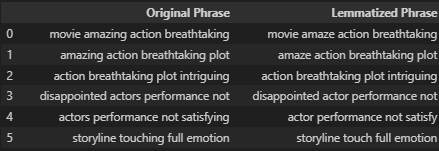 Original Phrase Lemmatized Phrase
0 movie amazing action breathtaking movie amaze action breathtaking
1 amazing action breathtaking plot amaze action breathtaking plot
2 action breathtaking plot intriguing action breathtaking plot intriguing
3 disappointed actors performance not disappointed actor performance not
4 actors performance not satisfying actor performance not satisfy
5 storyline touching full emotion storyline touch full emotion